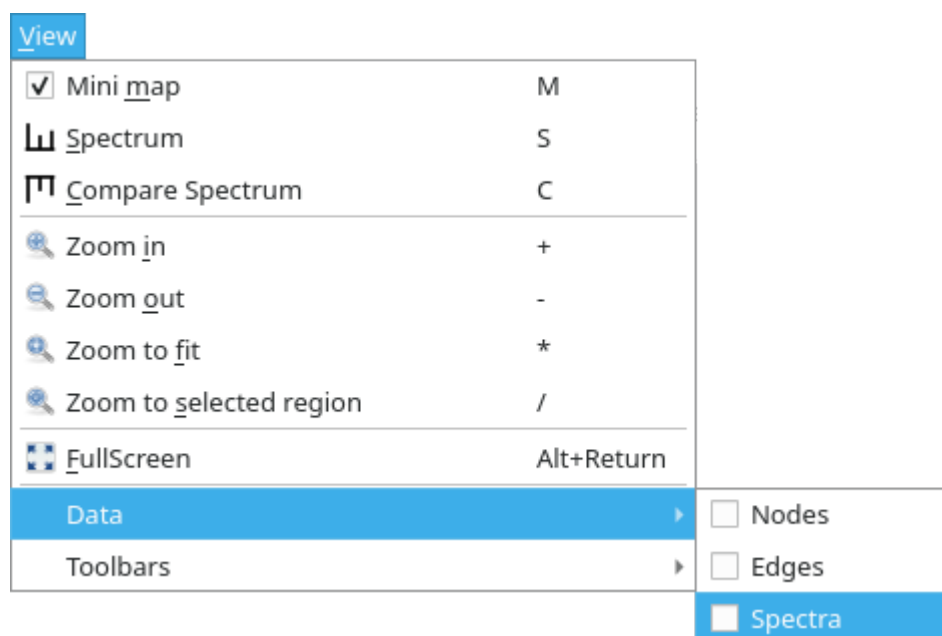 View
Mini map M
Spectrum S
Compare Spectrum C
Zoom in +
Zoom out -
Zoom to fit *
Zoom to selected region /
FullScreen Alt+Return
Data
Nodes
Toolbars
Edges
Spectra